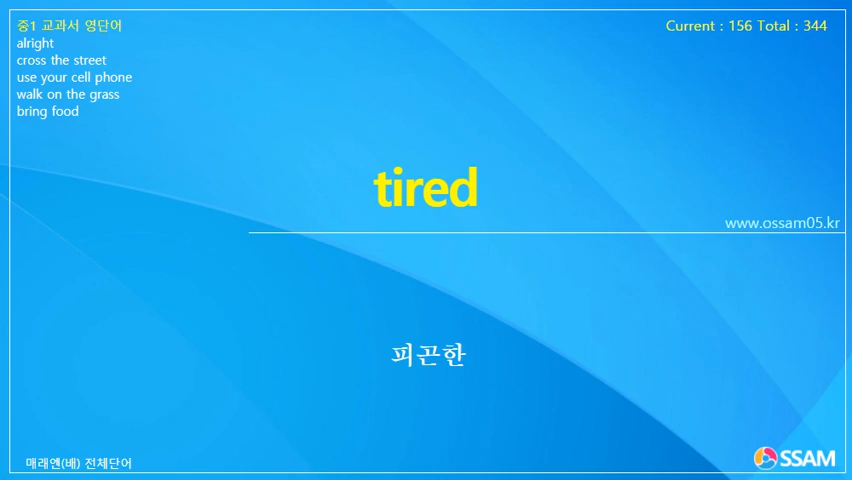 중1 교과서 영단어
Current : 156 Total : 344
alright
cross the street
use your cell phone
walk on the grass
bring food
tired
www.ossam05.kr
피곤한
매래엔(배) 전체단어
OSSAM